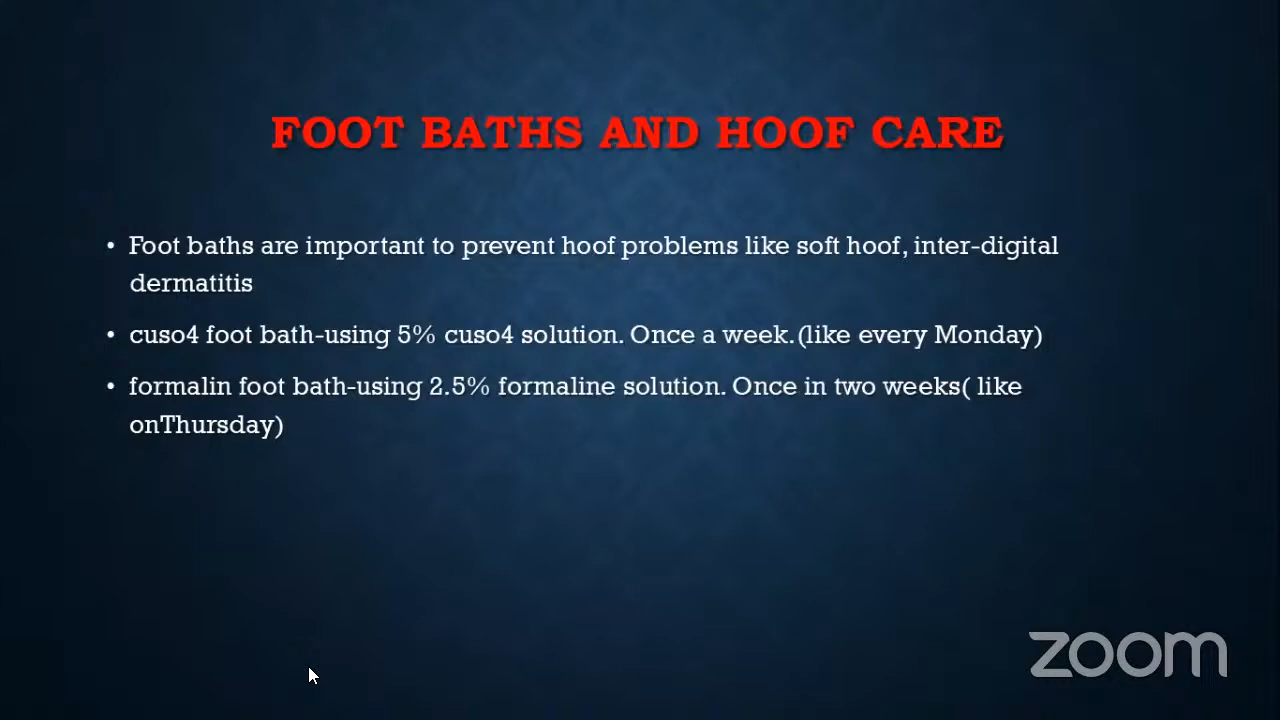 FOOT BATHS AND HOOF CARE
• Foot baths are important to prevent hoof problems like soft hoof, inter-digital
dermatitis
• cuso4 foot bath-using 5% cuso4 solution. Once a week.(like every Monday)
• formalin foot bath-using 2.5% formaline solution. Once in two weeks( like
onThursday)
zoom